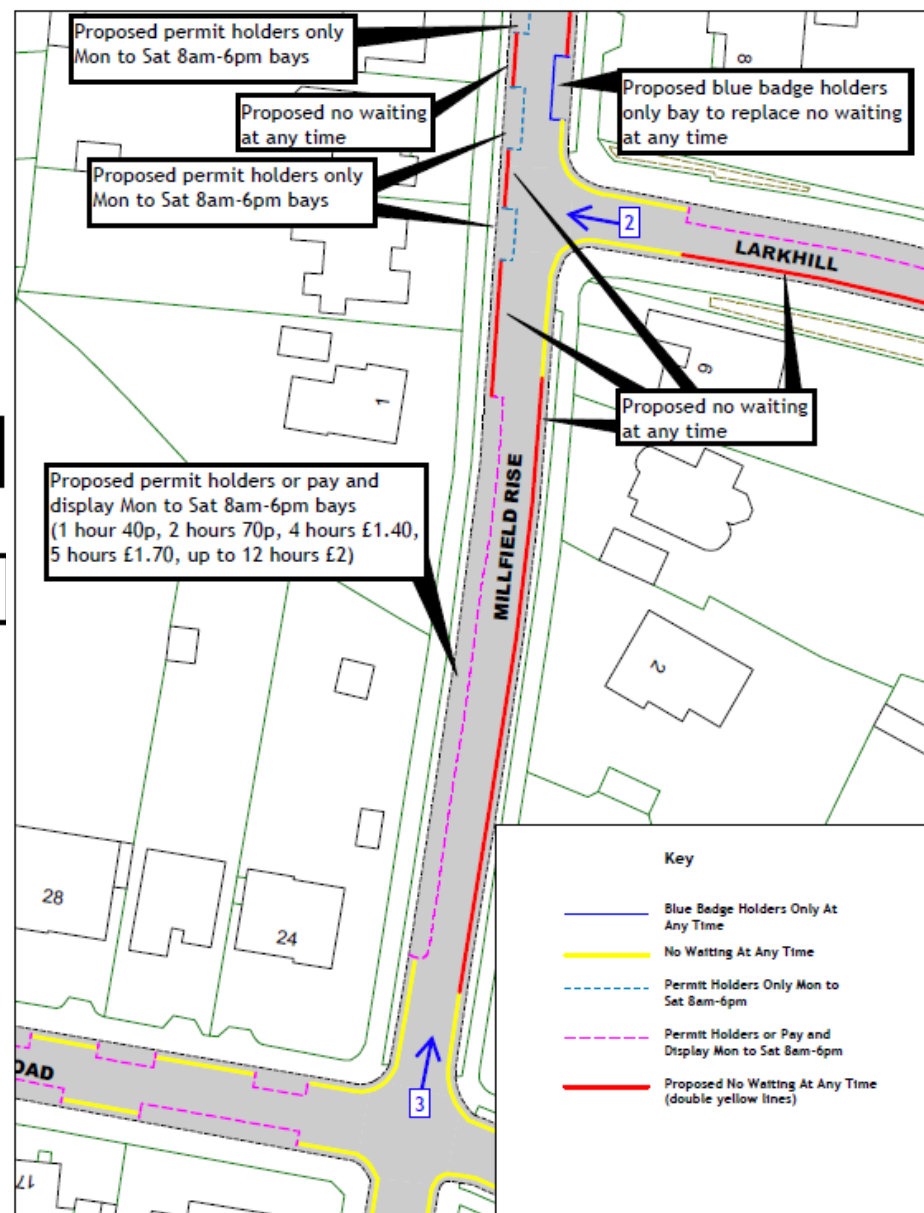 Proposed permit holders only
Mon to Sat 8am-6pm bays
8
Proposed blue badge holders
only bay to replace no waiting
at any time
Proposed no waiting
at any time
Proposed permit holders only
Mon to Sat 8am-6pm bays
2
LARKHILL
6
1
Proposed no waiting
at any time
Proposed permit holders or pay and
display Mon to Sat 8am-6pm bays
(1 hour 40p, 2 hours 70p, 4 hours £1.40,
5 hours £1.70, up to 12 hours £2)
MILLFIELD RISE
2
28
24
Key
Blue Badge Holders Only At
Any Time
No Waiting At Any Time
Permit Holders Only Mon to
Sat 8am-6pm
Permit Holders or Pay and
Display Mon to Sat 8am-6pm
Proposed No Waiting At Any Time
(double yellow lines)
OAD
3
17